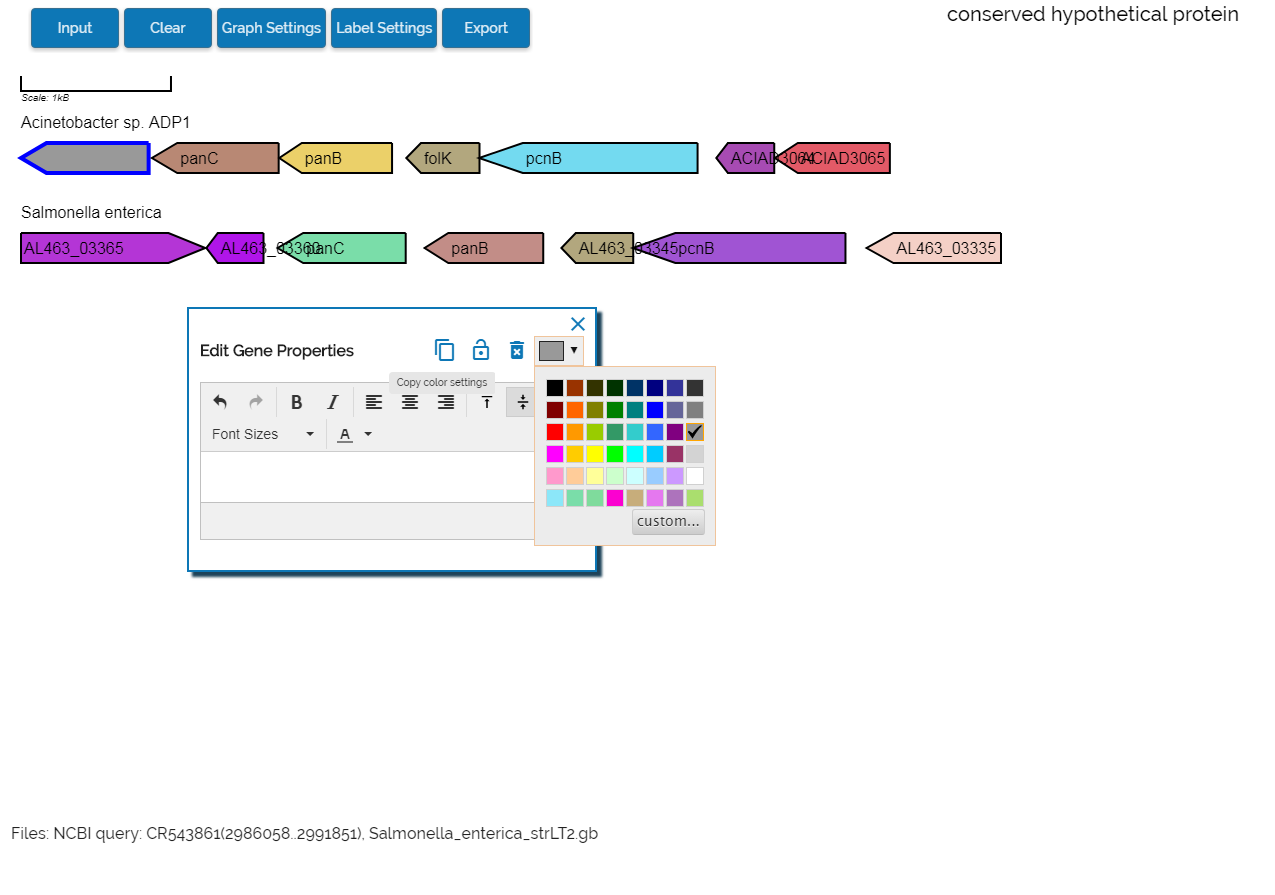 Input Clear Graph Settings Label Settings Export
conserved hypothetical protein
Scale: 1kB
Acinetobacter sp. ADP1
panC panB folK pcnB ACIAD3064 ACIAD3065
Salmonella enterica
AL463_03365 AL463_03360 panC panB AL463_03345 pcnB AL463_03335
Edit Gene Properties
Copy color settings
B I
Font Sizes A
custom...
Files: NCBI query: CR543861(2986058..2991851), Salmonella_enterica_strLT2.gb